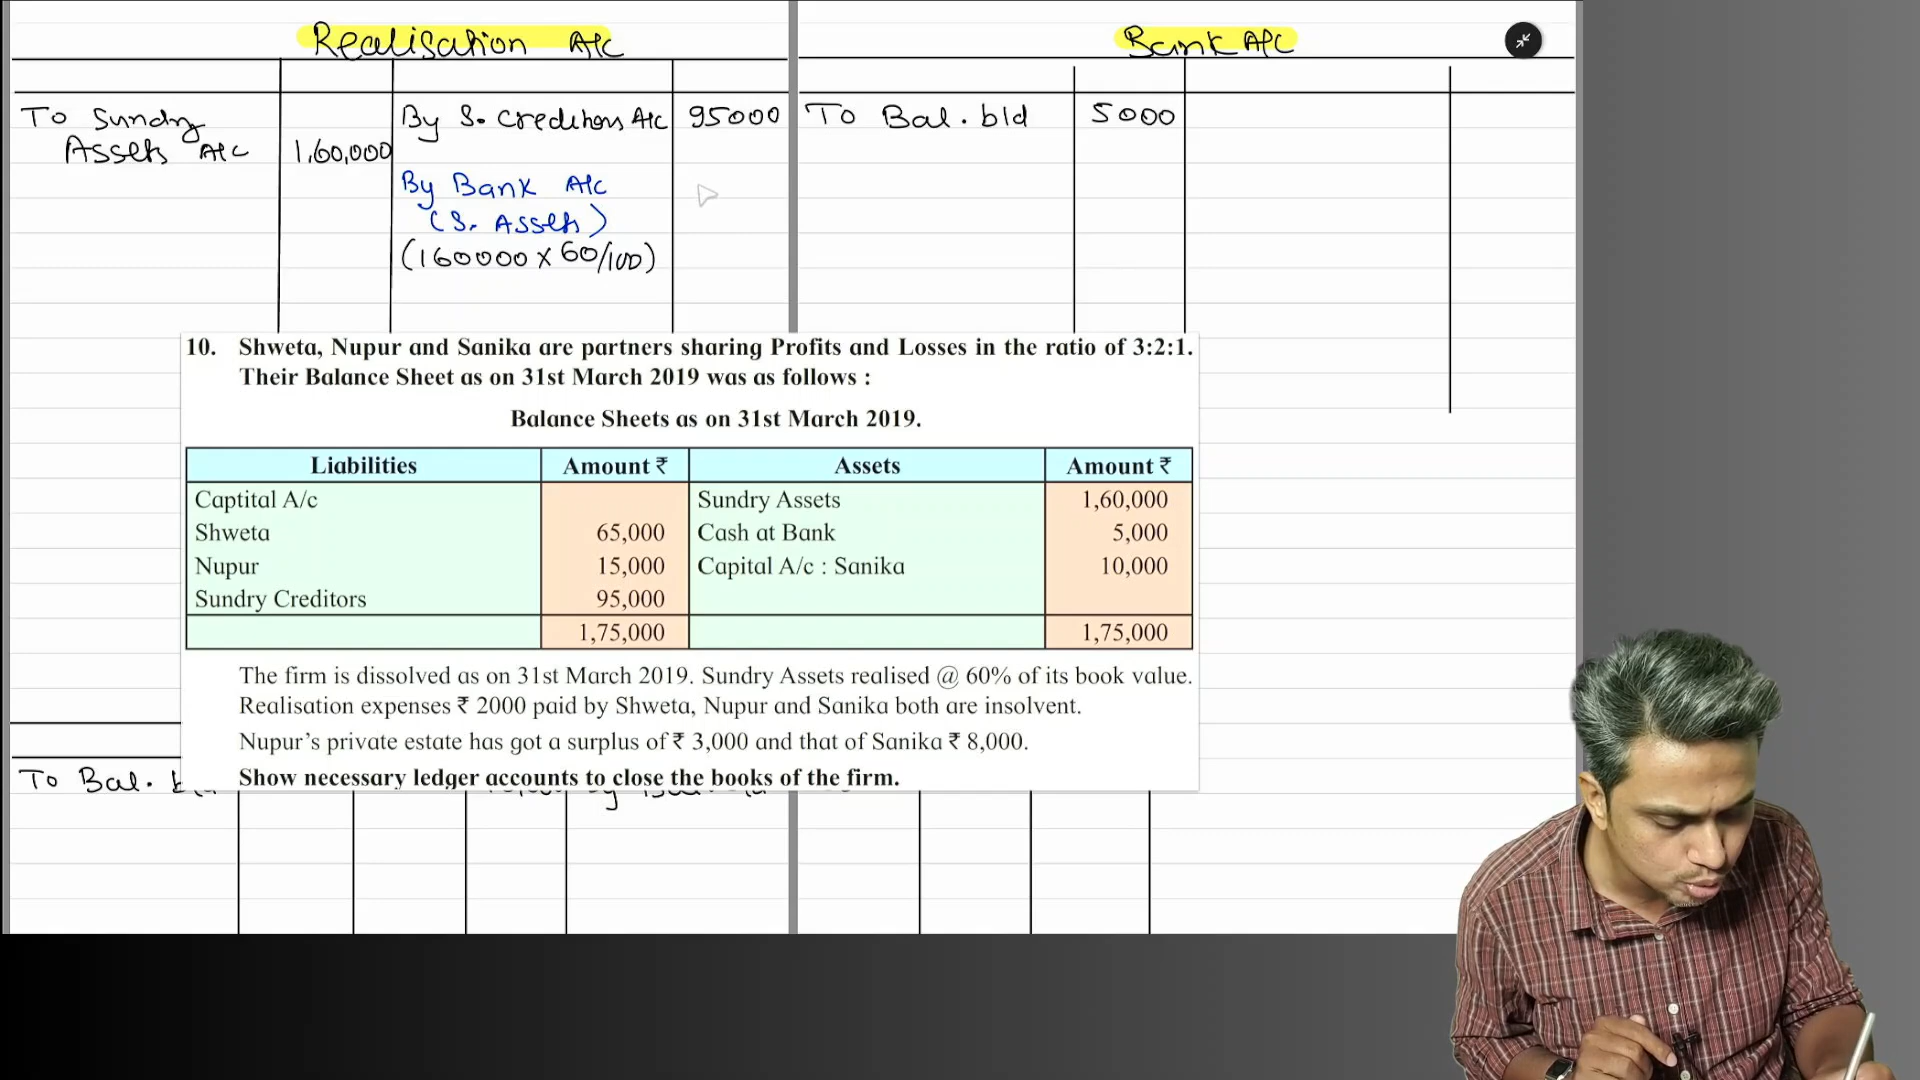 Realisation A/c
Bank A/c
To Sundry
Assets A/c 1,60,000
By S. Creditors A/c 95000
By Bank A/c
(S. Assets)
(160000 x 60/100)
To Bal. b/d 5000
10. Shweta, Nupur and Sanika are partners sharing Profits and Losses in the ratio of 3:2:1.
Their Balance Sheet as on 31st March 2019 was as follows :
Balance Sheets as on 31st March 2019.
Liabilities Amount ₹ Assets Amount ₹
Captital A/c Sundry Assets 1,60,000
Shweta 65,000 Cash at Bank 5,000
Nupur 15,000 Capital A/c : Sanika 10,000
Sundry Creditors 95,000
1,75,000 1,75,000
The firm is dissolved as on 31st March 2019. Sundry Assets realised @ 60% of its book value.
Realisation expenses ₹ 2000 paid by Shweta, Nupur and Sanika both are insolvent.
Nupur’s private estate has got a surplus of ₹ 3,000 and that of Sanika ₹ 8,000.
Show necessary ledger accounts to close the books of the firm.
To Bal.